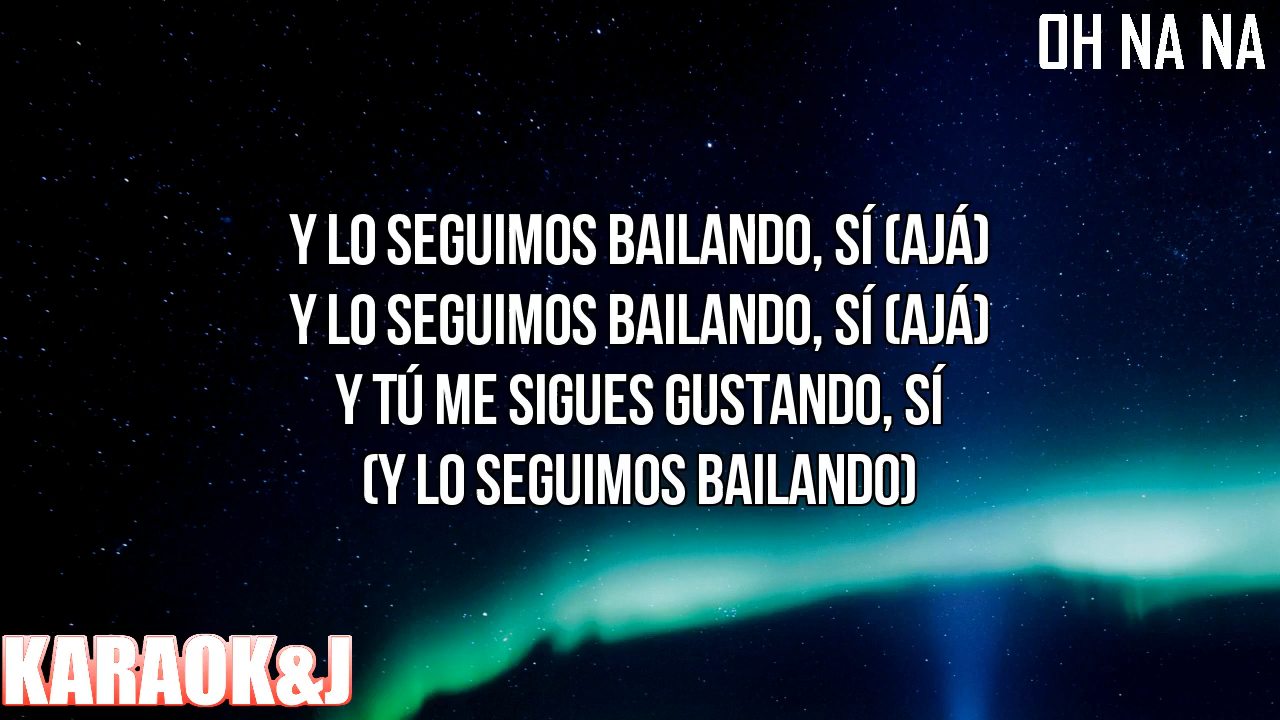 OH NA NA
Y LO SEGUIMOS BAILANDO, SÍ (AJÁ)
Y LO SEGUIMOS BAILANDO, SÍ (AJÁ)
Y TÚ ME SIGUES GUSTANDO, SÍ
(Y LO SEGUIMOS BAILANDO)
KARAOK&J